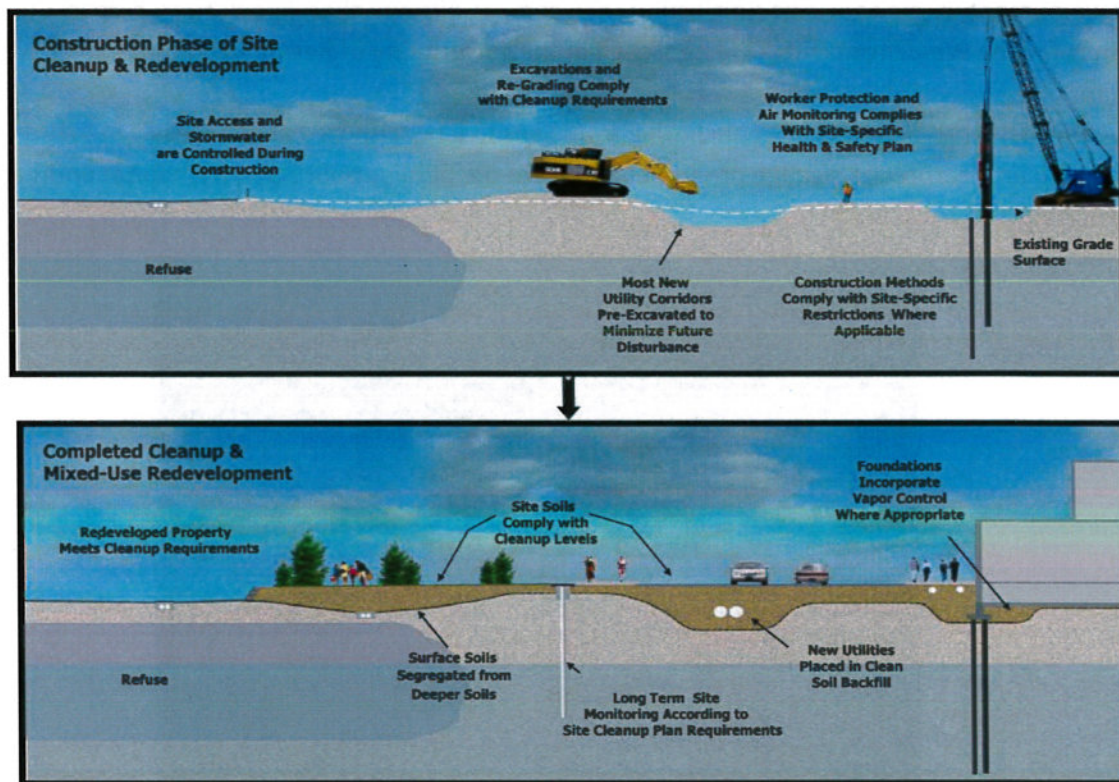 Construction Phase of Site
Cleanup & Redevelopment
Excavations and
Re-Grading Comply
with Cleanup Requirements
Site Access and
Stormwater
are Controlled During
Construction
Worker Protection and
Air Monitoring Complies
With Site-Specific
Health & Safety Plan
Refuse
Most New
Utility Corridors
Pre-Excavated to
Minimize Future
Disturbance
Construction Methods
Comply with Site-Specific
Restrictions Where
Applicable
Existing Grade
Surface
Completed Cleanup &
Mixed-Use Redevelopment
Redeveloped Property
Meets Cleanup Requirements
Site Soils
Comply with
Cleanup Levels
Foundations
Incorporate
Vapor Control
Where Appropriate
Refuse
Surface Soils
Segregated from
Deeper Soils
Long Term Site
Monitoring According to
Site Cleanup Plan Requirements
New Utilities
Placed in Clean
Soil Backfill